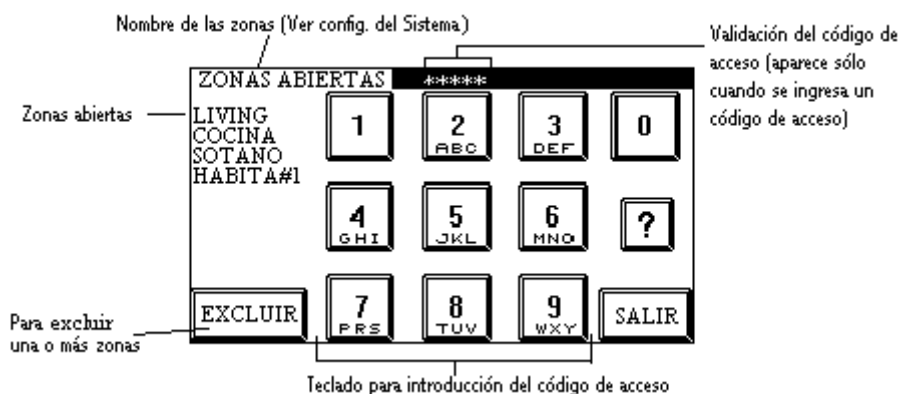 Nombre de las zonas (Ver config. del Sistema)
Validación del código de
acceso (aparece sólo
cuando se ingresa un
código de acceso)
ZONAS ABIERTAS *****
Zonas abiertas
LIVING
COCINA
SOTANO
HABITA#1
1
2
ABC
3
DEF
0
4
GHI
5
JKL
6
MNO
?
EXCLUIR
7
PRS
8
TUV
9
WXY
SALIR
Para excluir
una o más zonas
Teclado para introducción del código de acceso